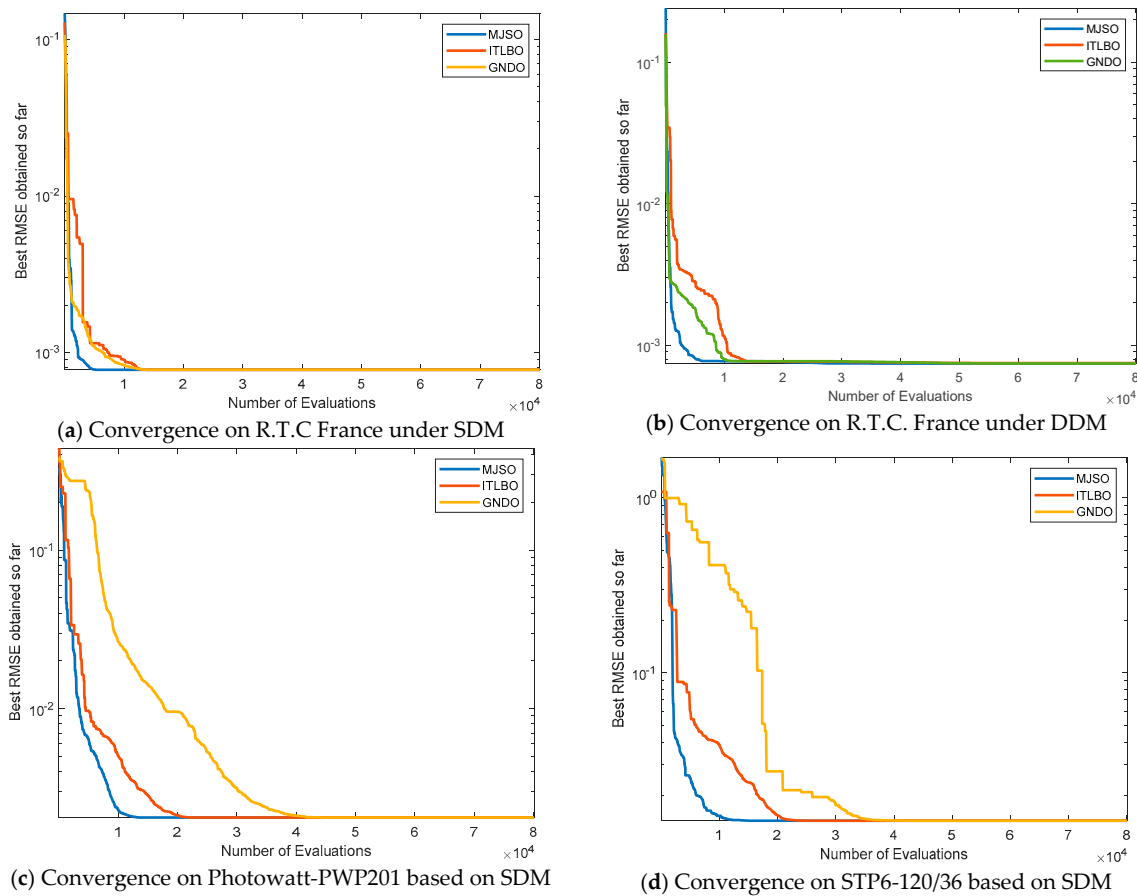 MJSO
ITLBO
GNDO
10^-1
10^-2
10^-3
Best RMSE obtained so far
1 2 3 4 5 6 7 8
Number of Evaluations
×10^4
(a) Convergence on R.T.C France under SDM
MJSO
ITLBO
GNDO
10^-1
10^-2
10^-3
Best RMSE obtained so far
1 2 3 4 5 6 7 8
Number of Evaluations
×10^4
(b) Convergence on R.T.C. France under DDM
MJSO
ITLBO
GNDO
10^-1
10^-2
Best RMSE obtained so far
1 2 3 4 5 6 7 8
Number of Evaluations
×10^4
(c) Convergence on Photowatt-PWP201 based on SDM
MJSO
ITLBO
GNDO
10^0
10^-1
Best RMSE obtained so far
1 2 3 4 5 6 7 8
Number of Evaluations
×10^4
(d) Convergence on STP6-120/36 based on SDM